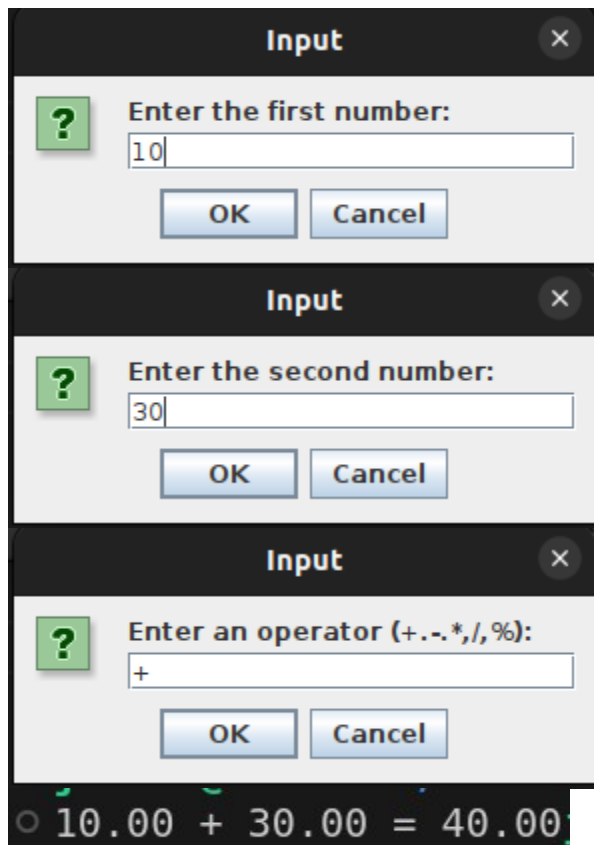 Input
Enter the first number:
10
OK Cancel
Input
Enter the second number:
30
OK Cancel
Input
Enter an operator (+.-.*,/,%):
+
OK Cancel
10.00 + 30.00 = 40.00